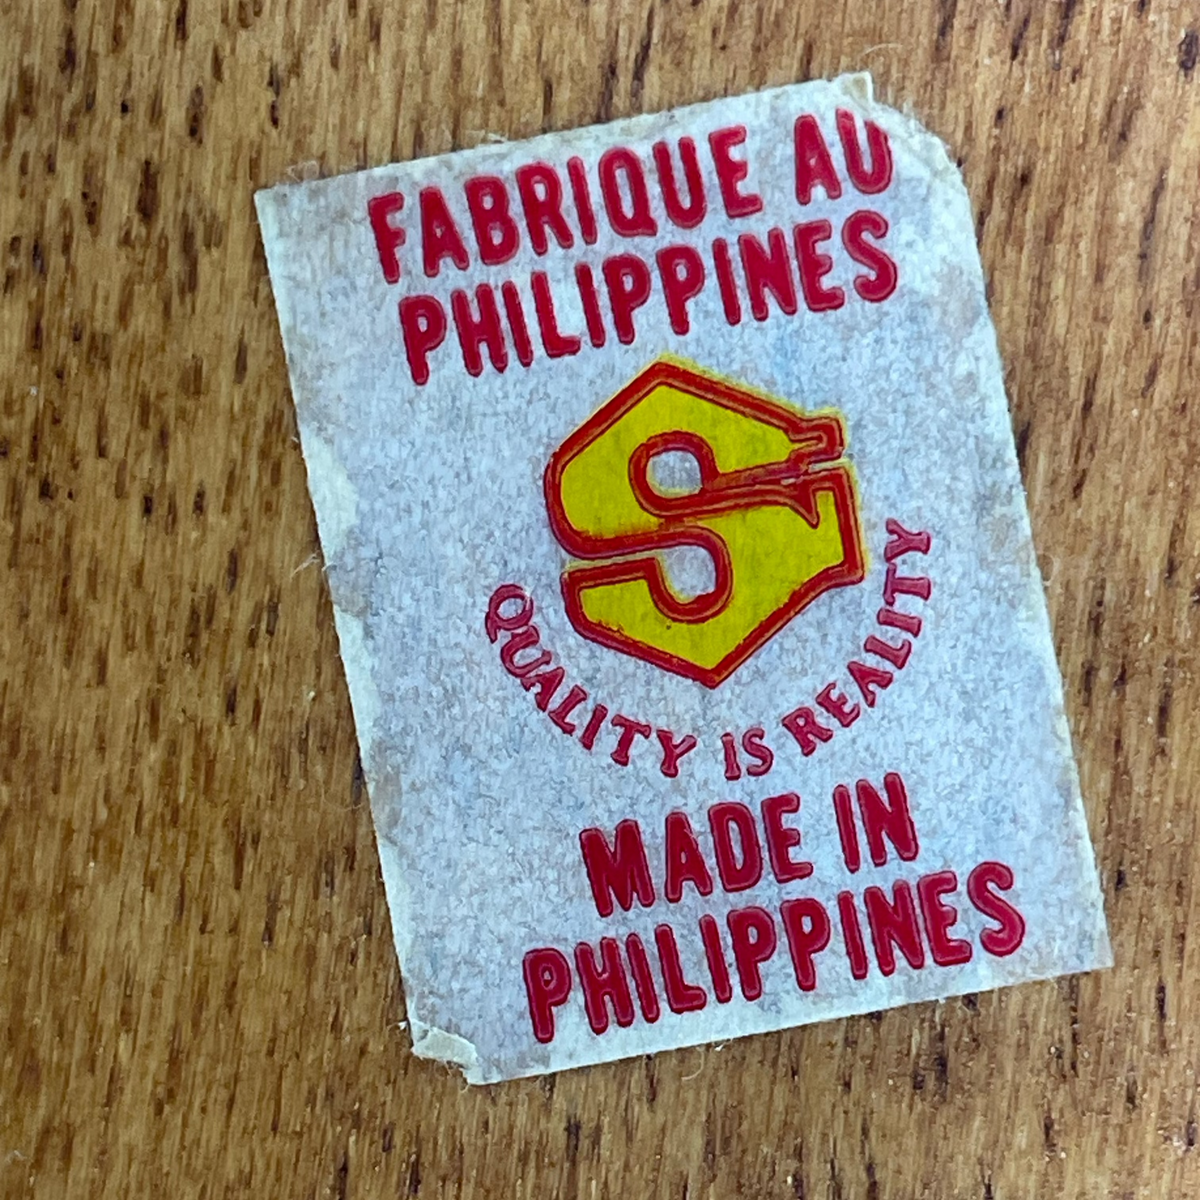 FABRIQUE AU
PHILIPPINES
S
QUALITY IS REALITY
MADE IN
PHILIPPINES